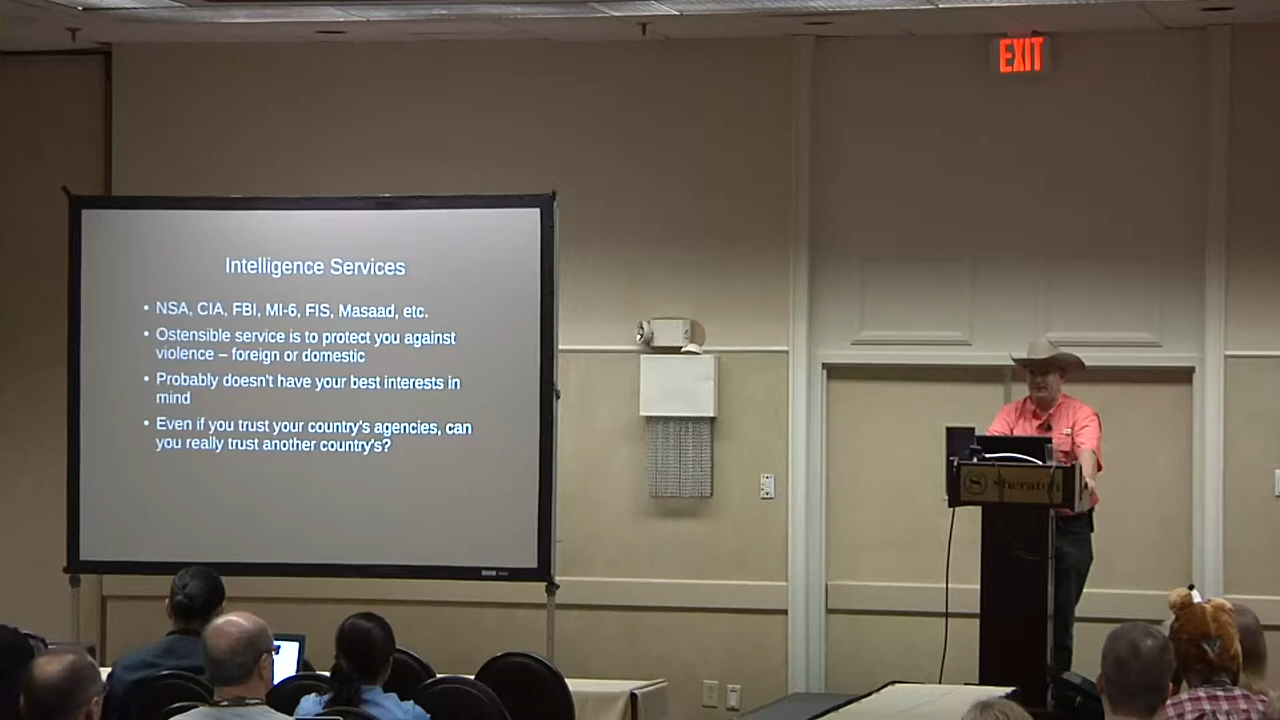 EXIT
Intelligence Services
• NSA, CIA, FBI, MI-6, FIS, Masaad, etc.
• Ostensible service is to protect you against
violence – foreign or domestic
• Probably doesn't have your best interests in
mind
• Even if you trust your country's agencies, can
you really trust another country's?
Sheraton